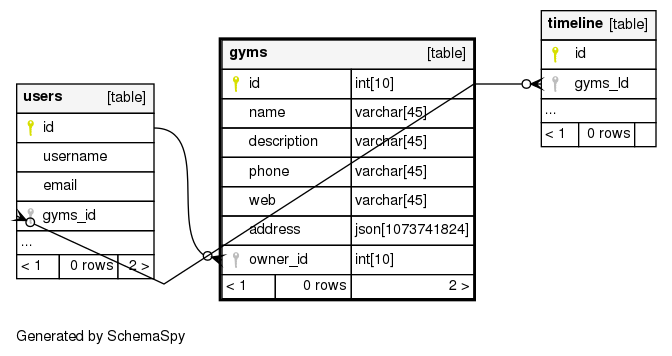 timeline [table]
id
gyms_Id
...
< 1 0 rows
gyms [table]
id int[10]
name varchar[45]
description varchar[45]
phone varchar[45]
web varchar[45]
address json[1073741824]
owner_id int[10]
< 1 0 rows 2 >
users [table]
id
username
email
gyms_id
...
< 1 0 rows 2 >
Generated by SchemaSpy